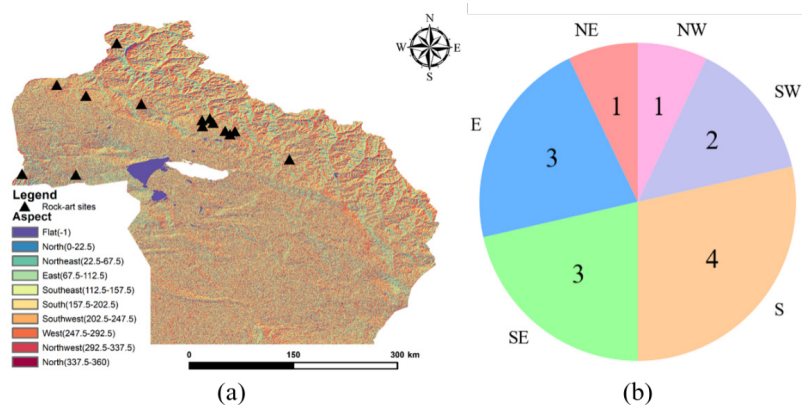 N
W E
S
Legend
Rock-art sites
Aspect
Flat(-1)
North(0-22.5)
Northeast(22.5-67.5)
East(67.5-112.5)
Southeast(112.5-157.5)
South(157.5-202.5)
Southwest(202.5-247.5)
West(247.5-292.5)
Northwest(292.5-337.5)
North(337.5-360)
0 150 300 km
(a)
NE NW
SW
E
1 1
2
3
3 4
S
SE
(b)